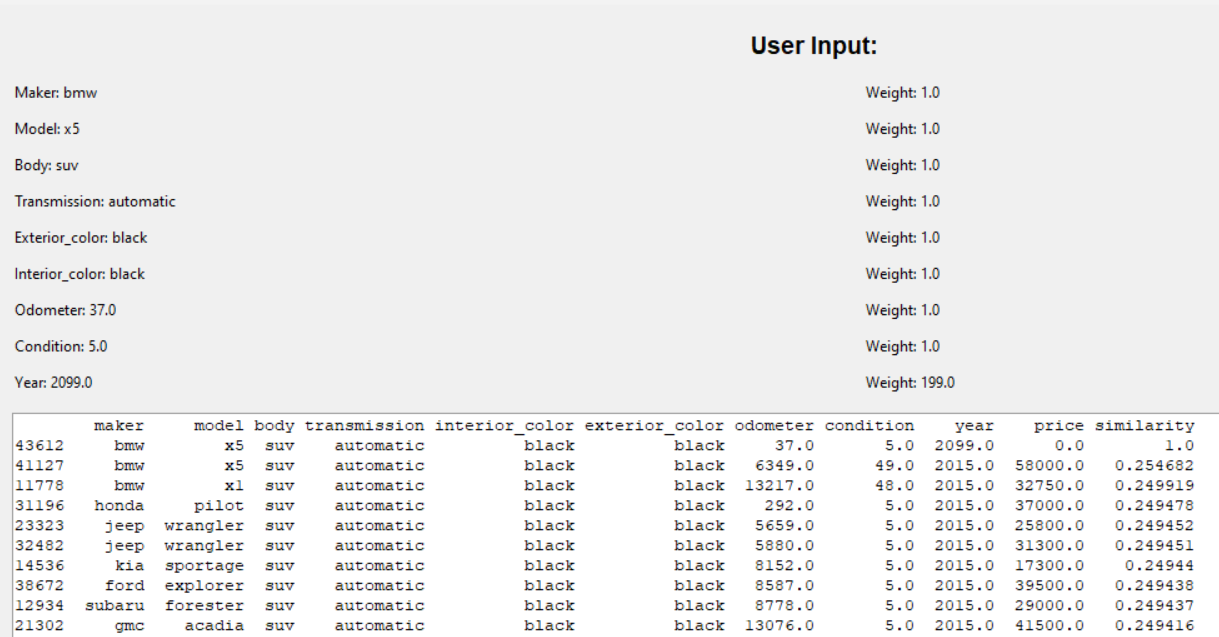 User Input:
Maker: bmw Weight: 1.0
Model: x5 Weight: 1.0
Body: suv Weight: 1.0
Transmission: automatic Weight: 1.0
Exterior_color: black Weight: 1.0
Interior_color: black Weight: 1.0
Odometer: 37.0 Weight: 1.0
Condition: 5.0 Weight: 1.0
Year: 2099.0 Weight: 199.0
maker model body transmission interior_color exterior_color odometer condition year price similarity
43612 bmw x5 suv automatic black black 37.0 5.0 2099.0 0.0 1.0
41127 bmw x5 suv automatic black black 6349.0 49.0 2015.0 58000.0 0.254682
11778 bmw x1 suv automatic black black 13217.0 48.0 2015.0 32750.0 0.249919
31196 honda pilot suv automatic black black 292.0 5.0 2015.0 37000.0 0.249478
23323 jeep wrangler suv automatic black black 5659.0 5.0 2015.0 25800.0 0.249452
32482 jeep wrangler suv automatic black black 5880.0 5.0 2015.0 31300.0 0.249451
14536 kia sportage suv automatic black black 8152.0 5.0 2015.0 17300.0 0.24944
38672 ford explorer suv automatic black black 8587.0 5.0 2015.0 39500.0 0.249438
12934 subaru forester suv automatic black black 8778.0 5.0 2015.0 29000.0 0.249437
21302 gmc acadia suv automatic black black 13076.0 5.0 2015.0 41500.0 0.249416